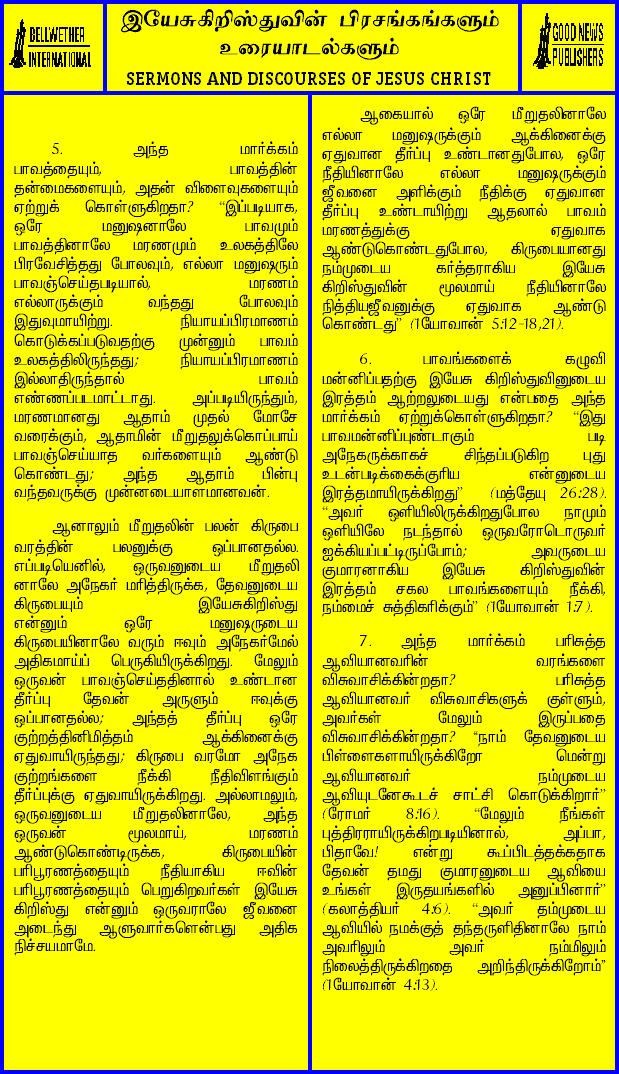 BELLWETHER
INTERNATIONAL
இயேசுகிறிஸ்துவின் பிரசங்கங்களும்
உரையாடல்களும்
SERMONS AND DISCOURSES OF JESUS CHRIST
GOOD NEWS
PUBLISHERS
5. அந்த மார்க்கம்
பாவத்தையும், பாவத்தின்
தன்மைகளையும், அதன் விளைவுகளையும்
ஏற்றுக் கொள்ளுகிறதா? “இப்படியாக,
ஒரே மனுஷனாலே பாவமும்
பாவத்தினாலே மரணமும் உலகத்திலே
பிரவேசித்தது போலவும், எல்லா மனுஷரும்
பாவஞ்செய்தபடியால், மரணம்
எல்லாருக்கும் வந்தது போலவும்
இதுவுமாயிற்று. நியாயப்பிரமாணம்
கொடுக்கப்படுவதற்கு முன்னும் பாவம்
உலகத்திலிருந்தது; நியாயப்பிரமாணம்
இல்லாதிருந்தால் பாவம்
எண்ணப்படமாட்டாது. அப்படியிருந்தும்,
மரணமானது ஆதாம் முதல் மோசே
வரைக்கும், ஆதாமின் மீறுதலுக்கொப்பாய்
பாவஞ்செய்யாத வர்களையும் ஆண்டு
கொண்டது; அந்த ஆதாம் பின்பு
வந்தவருக்கு முன்னடையாளமானவன்.
ஆனாலும் மீறுதலின் பலன் கிருபை
வரத்தின் பலனுக்கு ஒப்பானதல்ல.
எப்படியெனில், ஒருவனுடைய மீறுதலி
னாலே அநேகர் மரித்திருக்க, தேவனுடைய
கிருபையும் இயேசுகிறிஸ்து
என்னும் ஒரே மனுஷருடைய
கிருபையினாலே வரும் ஈவும் அநேகர்மேல்
அதிகமாய்ப் பெருகியிருக்கிறது. மேலும்
ஒருவன் பாவஞ்செய்ததினால் உண்டான
தீர்ப்பு தேவன் அருளும் ஈவுக்கு
ஒப்பானதல்ல; அந்தத் தீர்ப்பு ஒரே
குற்றத்தினிமித்தம் ஆக்கினைக்கு
ஏதுவாயிருந்தது; கிருபை வரமோ அநேக
குற்றங்களை நீக்கி நீதிவிளங்கும்
தீர்ப்புக்கு ஏதுவாயிருக்கிறது. அல்லாமலும்,
ஒருவனுடைய மீறுதலினாலே, அந்த
ஒருவன் மூலமாய், மரணம்
ஆண்டுகொண்டிருக்க, கிருபையின்
பரிபூரணத்தையும் நீதியாகிய ஈவின்
பரிபூரணத்தையும் பெறுகிறவர்கள் இயேசு
கிறிஸ்து என்னும் ஒருவராலே ஜீவனை
அடைந்து ஆளுவார்களென்பது அதிக
நிச்சயமாமே.
ஆகையால் ஒரே மீறுதலினாலே
எல்லா மனுஷருக்கும் ஆக்கினைக்கு
ஏதுவான தீர்ப்பு உண்டானதுபோல, ஒரே
நீதியினாலே எல்லா மனுஷருக்கும்
ஜீவனை அளிக்கும் நீதிக்கு ஏதுவான
தீர்ப்பு உண்டாயிற்று ஆதலால் பாவம்
மரணத்துக்கு ஏதுவாக
ஆண்டுகொண்டதுபோல, கிருபையானது
நம்முடைய கர்த்தராகிய இயேசு
கிறிஸ்துவின் மூலமாய் நீதியினாலே
நித்தியஜீவனுக்கு ஏதுவாக ஆண்டு
கொண்டது” (1யோவான் 5:12-18,21).
6. பாவங்களைக் கழுவி
மன்னிப்பதற்கு இயேசு கிறிஸ்துவினுடைய
இரத்தம் ஆற்றலுடையது என்பதை அந்த
மார்க்கம் ஏற்றுக்கொள்ளுகிறதா? “இது
பாவமன்னிப்புண்டாகும் படி
அநேகருக்காகச் சிந்தப்படுகிற புது
உடன்படிக்கைக்குரிய என்னுடைய
இரத்தமாயிருக்கிறது” (மத்தேயு 26:28).
“அவர் ஒளியிலிருக்கிறதுபோல நாமும்
ஒளியிலே நடந்தால் ஒருவரோடொருவர்
ஐக்கியப்பட்டிருப்போம்; அவருடைய
குமாரனாகிய இயேசு கிறிஸ்துவின்
இரத்தம் சகல பாவங்களையும் நீக்கி,
நம்மைச் சுத்திகரிக்கும்” (1யோவான் 1:7).
7. அந்த மார்க்கம் பரிசுத்த
ஆவியானவரின் வரங்களை
விசுவாசிக்கின்றதா? பரிசுத்த
ஆவியானவர் விசுவாசிகளுக் குள்ளும்,
அவர்கள் மேலும் இருப்பதை
விசுவாசிக்கின்றதா? “நாம் தேவனுடைய
பிள்ளைகளாயிருக்கிறோ மென்று
ஆவியானவர் நம்முடைய
ஆவியுடனேகூடச் சாட்சி கொடுக்கிறார்”
(ரோமர் 8:16). “மேலும் நீங்கள்
புத்திரராயிருக்கிறபடியினால், அப்பா,
பிதாவே! என்று கூப்பிடத்தக்கதாக
தேவன் தமது குமாரனுடைய ஆவியை
உங்கள் இருதயங்களில் அனுப்பினார்”
(கலாத்தியர் 4:6). “அவர் தம்முடைய
ஆவியில் நமக்குத் தந்தருளிதினாலே நாம்
அவரிலும் அவர் நம்மிலும்
நிலைத்திருக்கிறதை அறிந்திருக்கிறோம்”
(1யோவான் 4:13).